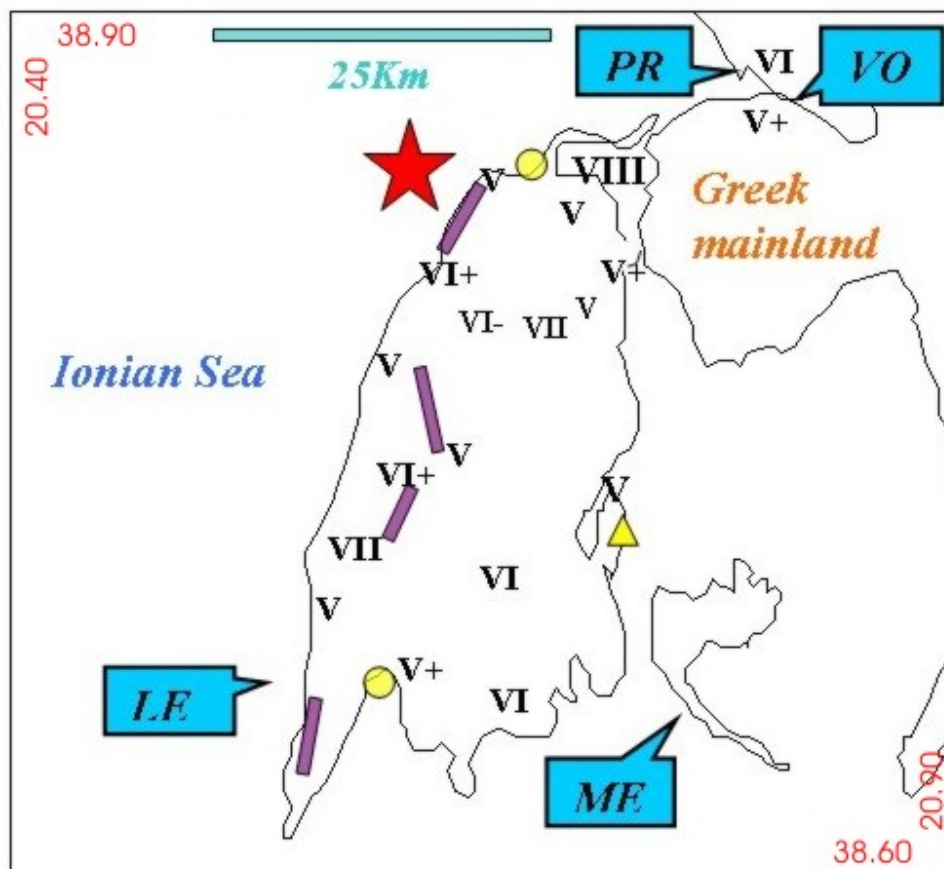 38.90
20.40
25Km
PR
VI
VO
V+
V
VIII
Greek
mainland
V
VI+
V+
VI-
VII
V
Ionian Sea
V
V
VI+
V
VII
VI
V
LE
V+
VI
ME
20.90
38.60